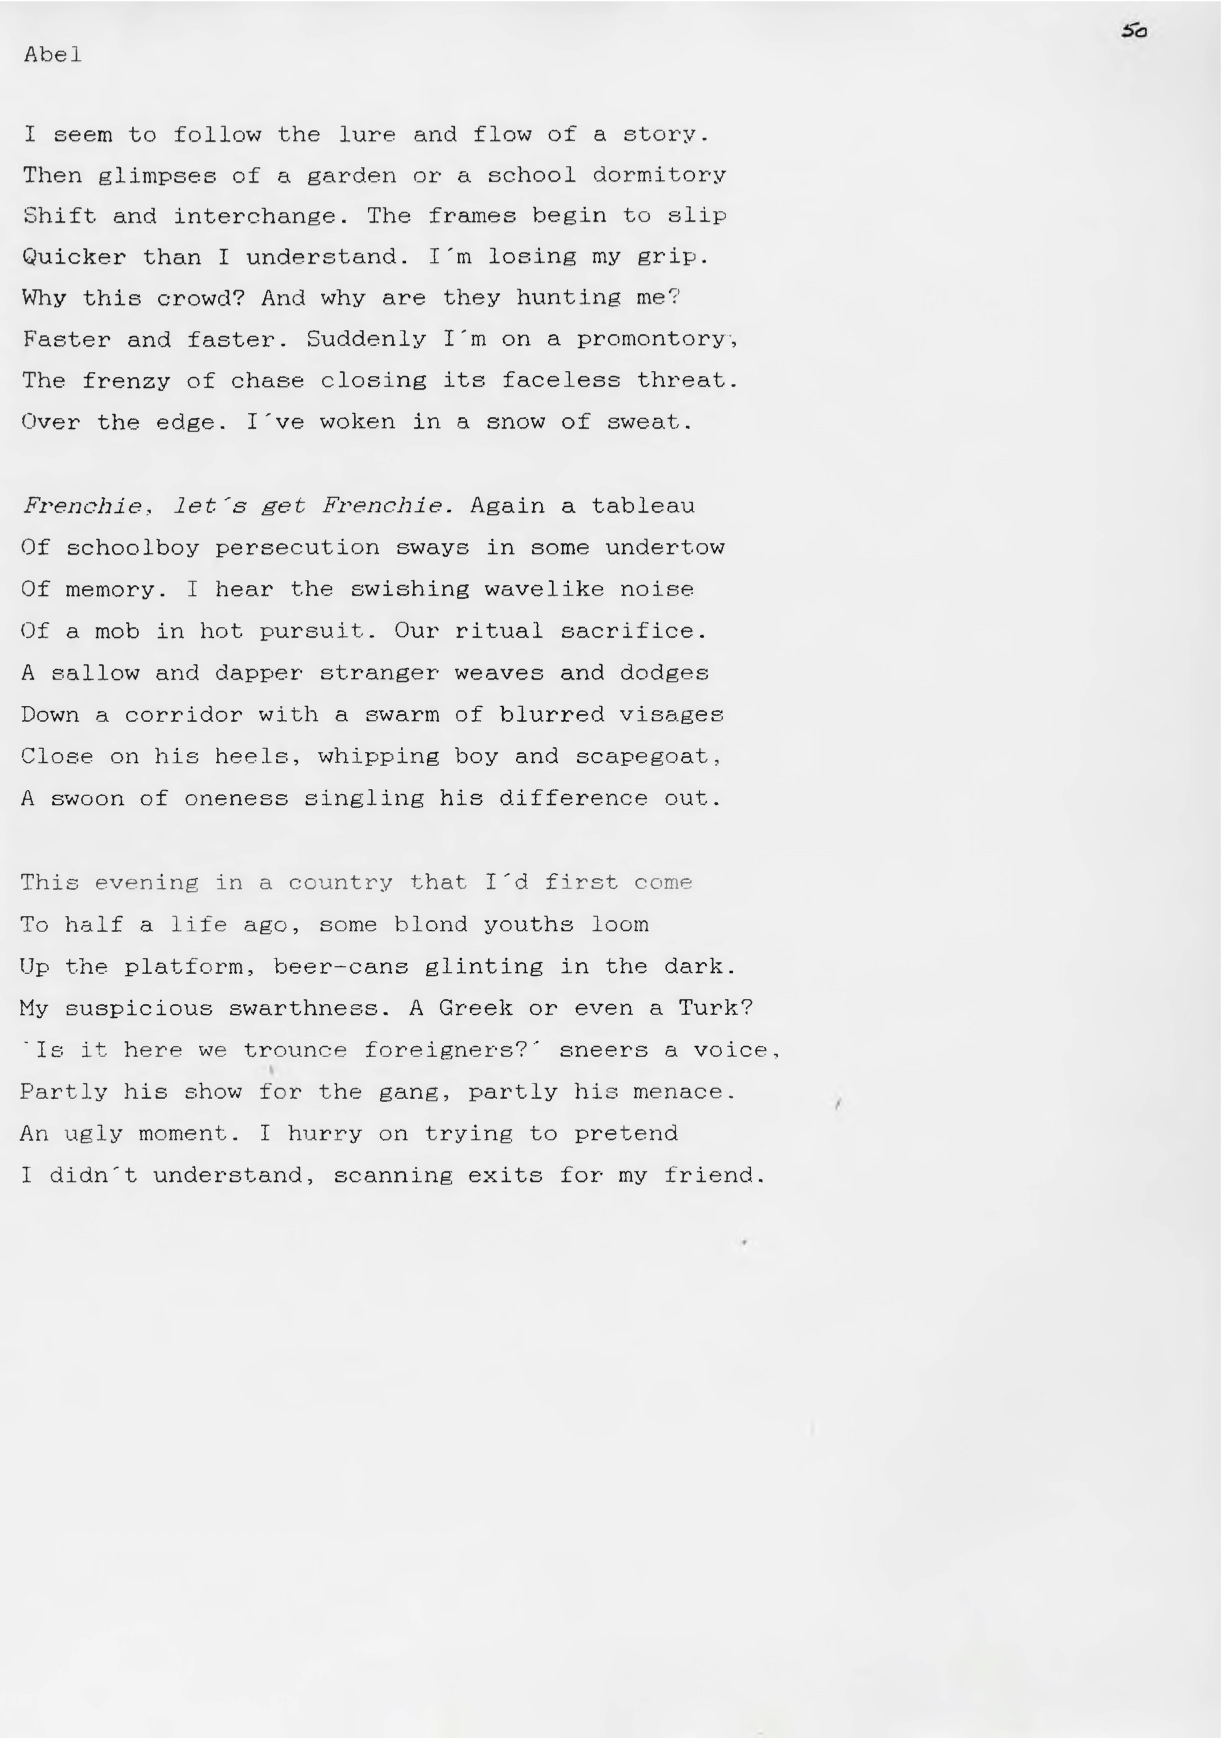 50
Abel
I seem to follow the lure and flow of a story.
Then glimpses of a garden or a school dormitory
Shift and interchange. The frames begin to slip
Quicker than I understand. I´m losing my grip.
Why this crowd? And why are they hunting me?
Faster and faster. Suddenly I´m on a promontory,
The frenzy of chase closing its faceless threat.
Over the edge. I´ve woken in a snow of sweat.
Frenchie, let´s get Frenchie. Again a tableau
Of schoolboy persecution sways in some undertow
Of memory. I hear the swishing wavelike noise
Of a mob in hot pursuit. Our ritual sacrifice.
A sallow and dapper stranger weaves and dodges
Down a corridor with a swarm of blurred visages
Close on his heels, whipping boy and scapegoat,
A swoon of oneness singling his difference out.
This evening in a country that I´d first come
To half a life ago, some blond youths loom
Up the platform, beer-cans glinting in the dark.
My suspicious swarthness. A Greek or even a Turk?
`Is it here we trounce foreigners?´ sneers a voice,
Partly his show for the gang, partly his menace.
An ugly moment. I hurry on trying to pretend
I didn´t understand, scanning exits for my friend.